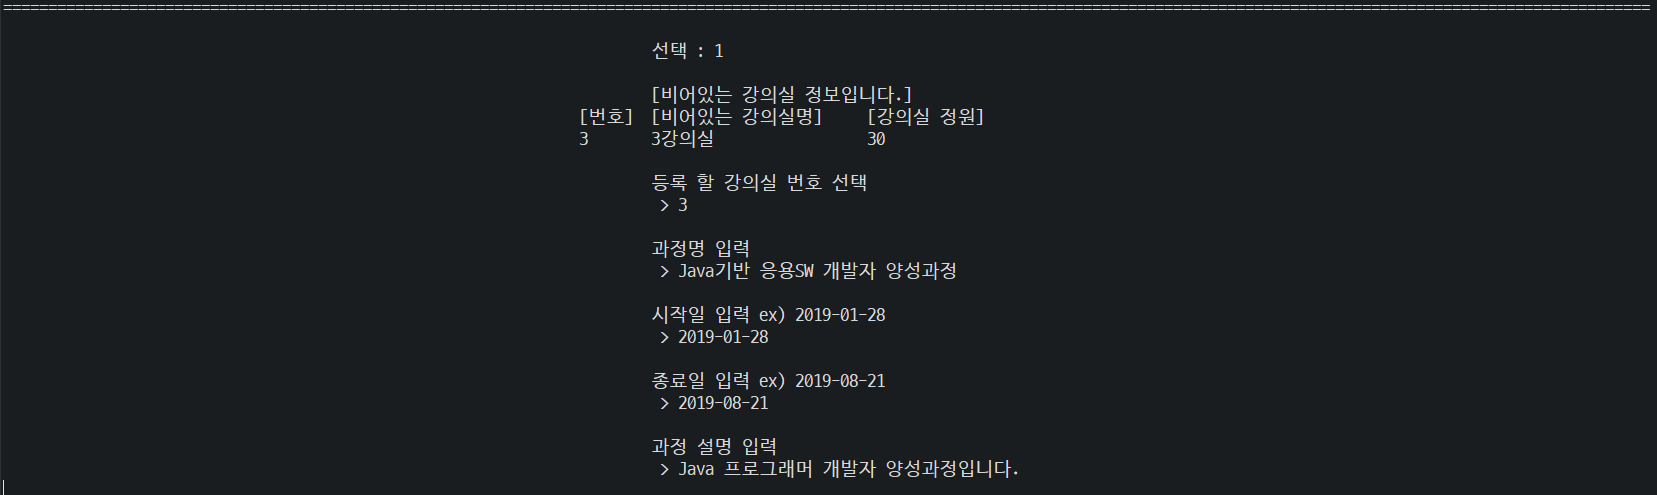 선택 : 1
[비어있는 강의실 정보입니다.]
[번호] [비어있는 강의실명] [강의실 정원]
3 3강의실 30
등록 할 강의실 번호 선택
> 3
과정명 입력
> Java기반 응용SW 개발자 양성과정
시작일 입력 ex) 2019-01-28
> 2019-01-28
종료일 입력 ex) 2019-08-21
> 2019-08-21
과정 설명 입력
> Java 프로그래머 개발자 양성과정입니다.